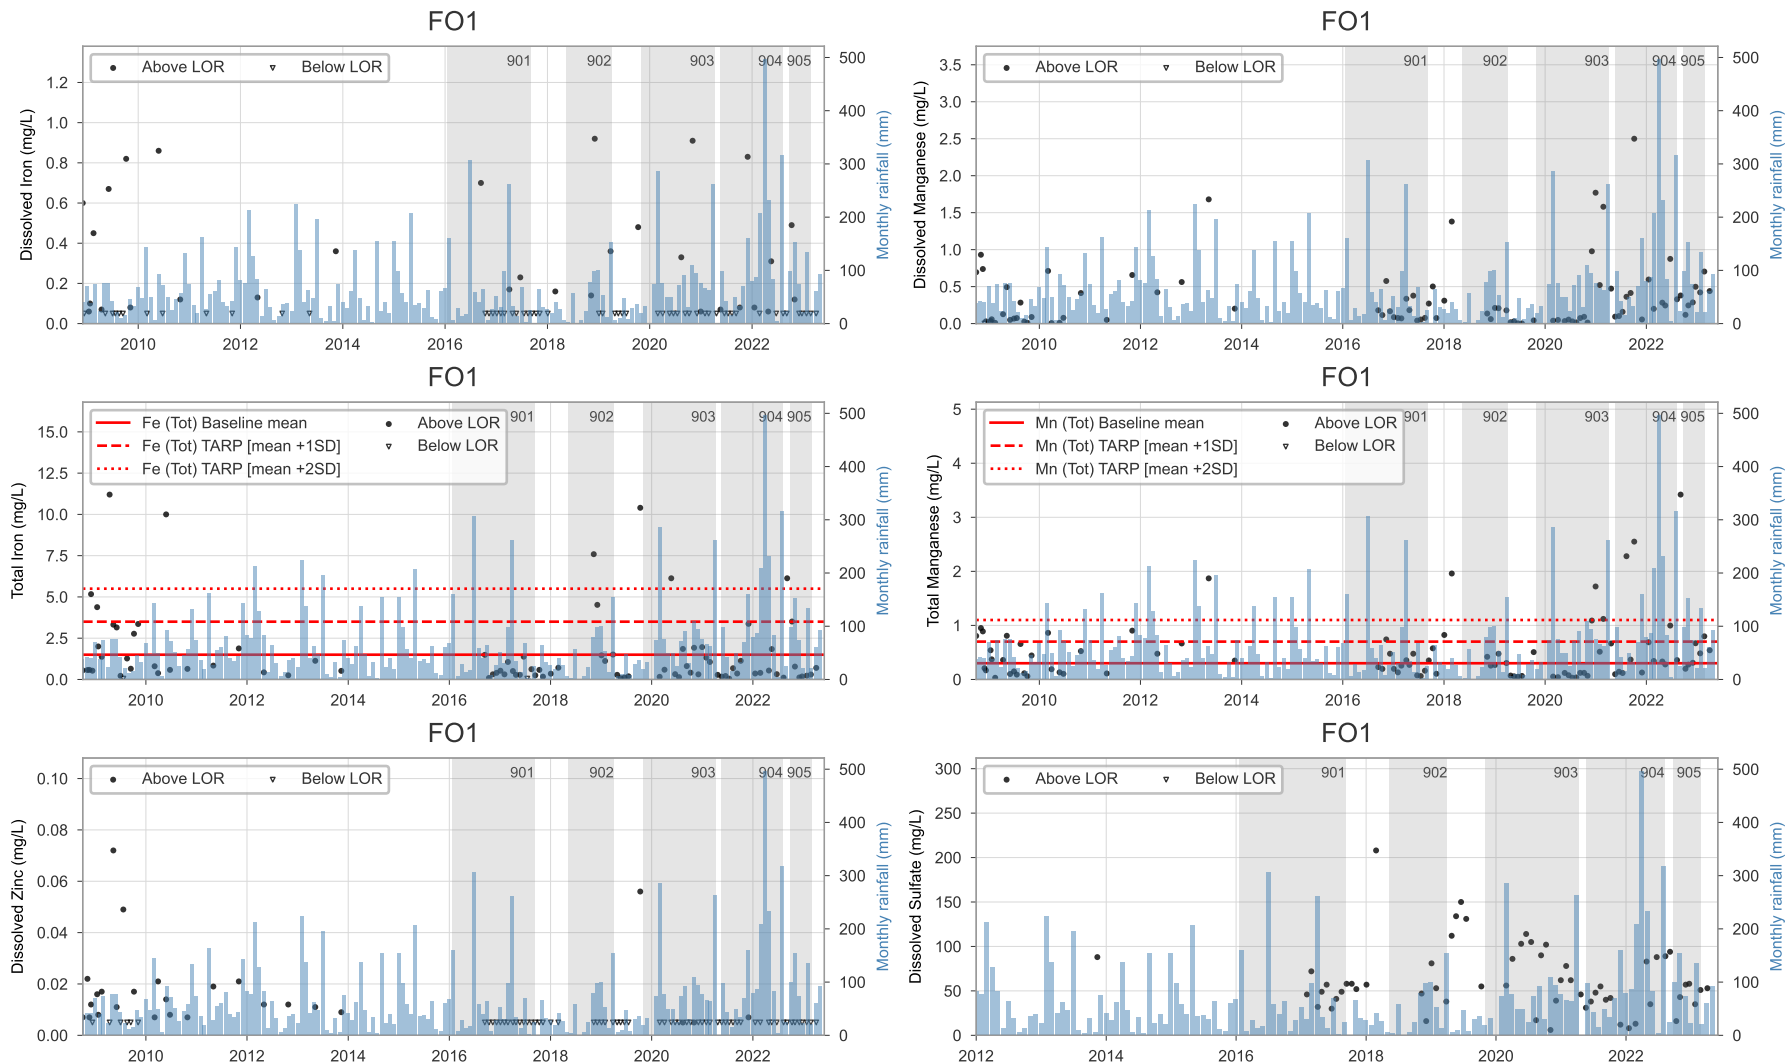 FO1
Above LOR Below LOR
901 902 903 904 905
Dissolved Iron (mg/L)
0.0 0.2 0.4 0.6 0.8 1.0 1.2
0 100 200 300 400 500
Monthly rainfall (mm)
2010 2012 2014 2016 2018 2020 2022
FO1
Above LOR Below LOR
901 902 903 904 905
Dissolved Manganese (mg/L)
0.0 0.5 1.0 1.5 2.0 2.5 3.0 3.5
0 100 200 300 400 500
Monthly rainfall (mm)
2010 2012 2014 2016 2018 2020 2022
FO1
Fe (Tot) Baseline mean
Fe (Tot) TARP [mean +1SD]
Fe (Tot) TARP [mean +2SD]
Above LOR
Below LOR
901 902 903 904 905
Total Iron (mg/L)
0.0 2.5 5.0 7.5 10.0 12.5 15.0
0 100 200 300 400 500
Monthly rainfall (mm)
2010 2012 2014 2016 2018 2020 2022
FO1
Mn (Tot) Baseline mean
Mn (Tot) TARP [mean +1SD]
Mn (Tot) TARP [mean +2SD]
Above LOR
Below LOR
901 902 903 904 905
Total Manganese (mg/L)
0 1 2 3 4 5
0 100 200 300 400 500
Monthly rainfall (mm)
2010 2012 2014 2016 2018 2020 2022
FO1
Above LOR Below LOR
901 902 903 904 905
Dissolved Zinc (mg/L)
0.00 0.02 0.04 0.06 0.08 0.10
0 100 200 300 400 500
Monthly rainfall (mm)
2010 2012 2014 2016 2018 2020 2022
FO1
Above LOR Below LOR
901 902 903 904 905
Dissolved Sulfate (mg/L)
0 50 100 150 200 250 300
0 100 200 300 400 500
Monthly rainfall (mm)
2012 2014 2016 2018 2020 2022